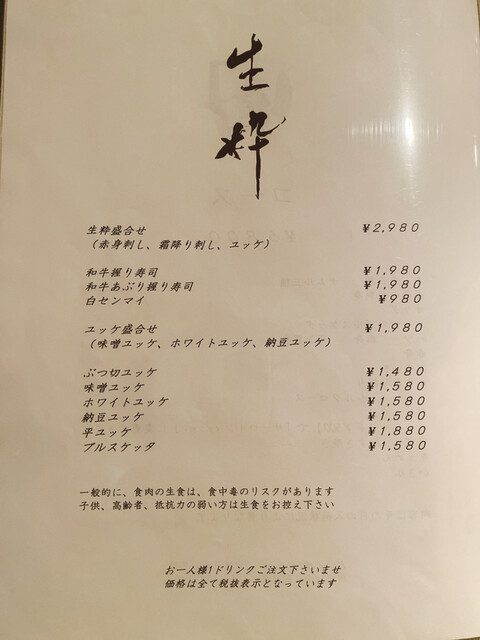 生粋
生粋盛合せ ¥2,980
(赤身刺し、霜降り刺し、ユッケ)
和牛握り寿司 ¥1,980
和牛あぶり握り寿司 ¥1,980
白センマイ ¥980
ユッケ盛合せ ¥1,980
(味噌ユッケ、ホワイトユッケ、納豆ユッケ)
ぶつ切ユッケ ¥1,480
味噌ユッケ ¥1,580
ホワイトユッケ ¥1,580
納豆ユッケ ¥1,580
平ユッケ ¥1,880
ブルスケッタ ¥1,580
一般的に、食肉の生食は、食中毒のリスクがあります
子供、高齢者、抵抗力の弱い方は生食をお控え下さい
お一人様1ドリンクご注文下さいませ
価格は全て税抜表示となっています